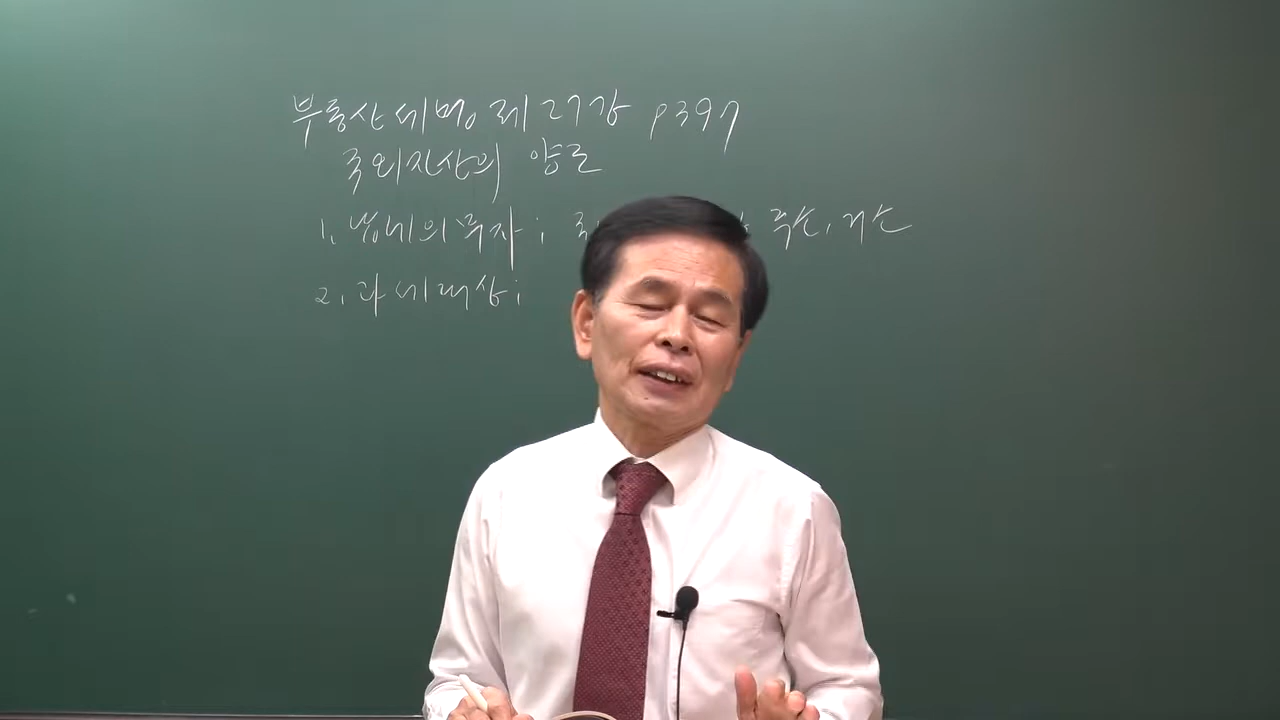 부동산세법 제27강 p397
국외자산의 양도
1. 납세의무자; 주소, 거소
2. 과세대상;